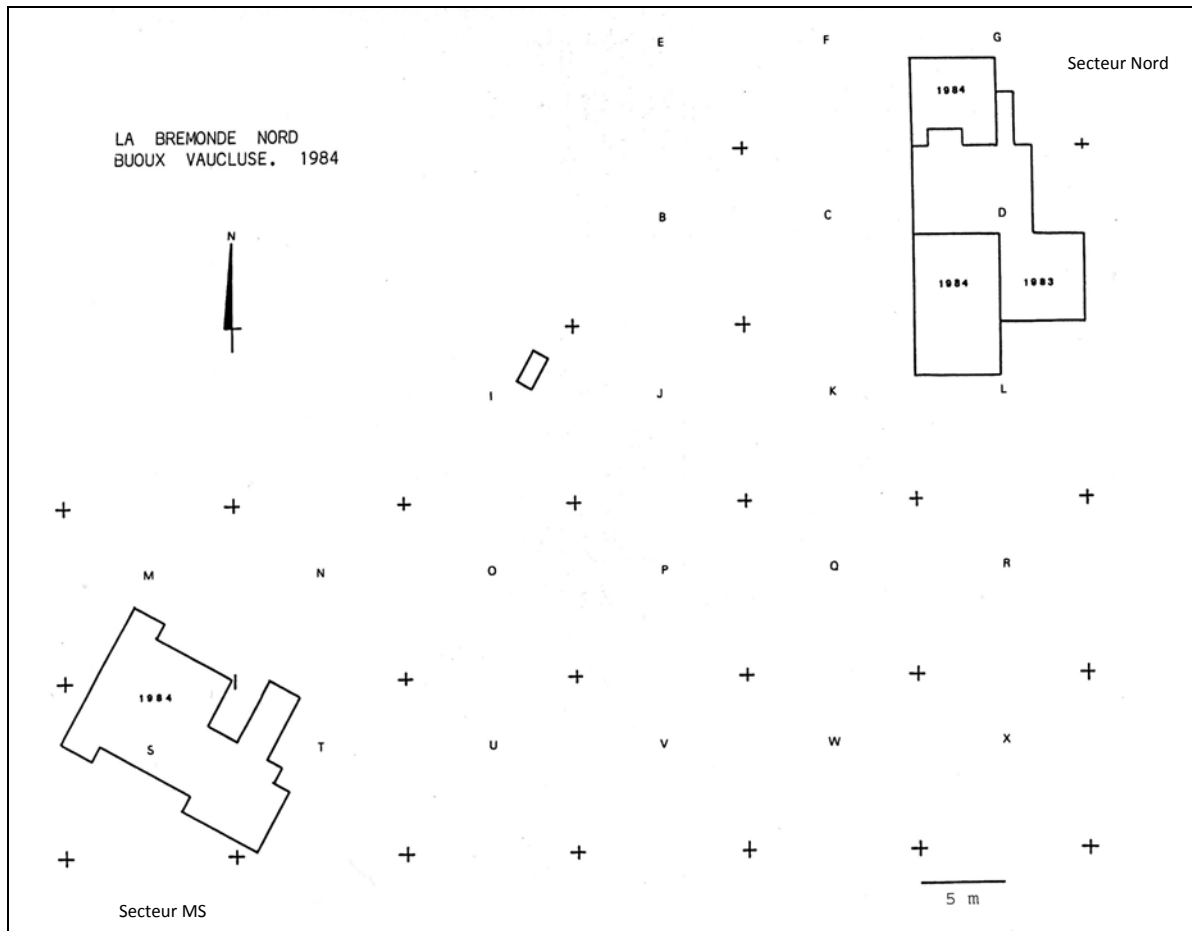 E F G
Secteur Nord
1984
LA BREMONDE NORD
BUOUX VAUCLUSE. 1984
B C D
N
1984 1983
I J K L
M N O P Q R
1984
S T U V W X
5 m
Secteur MS